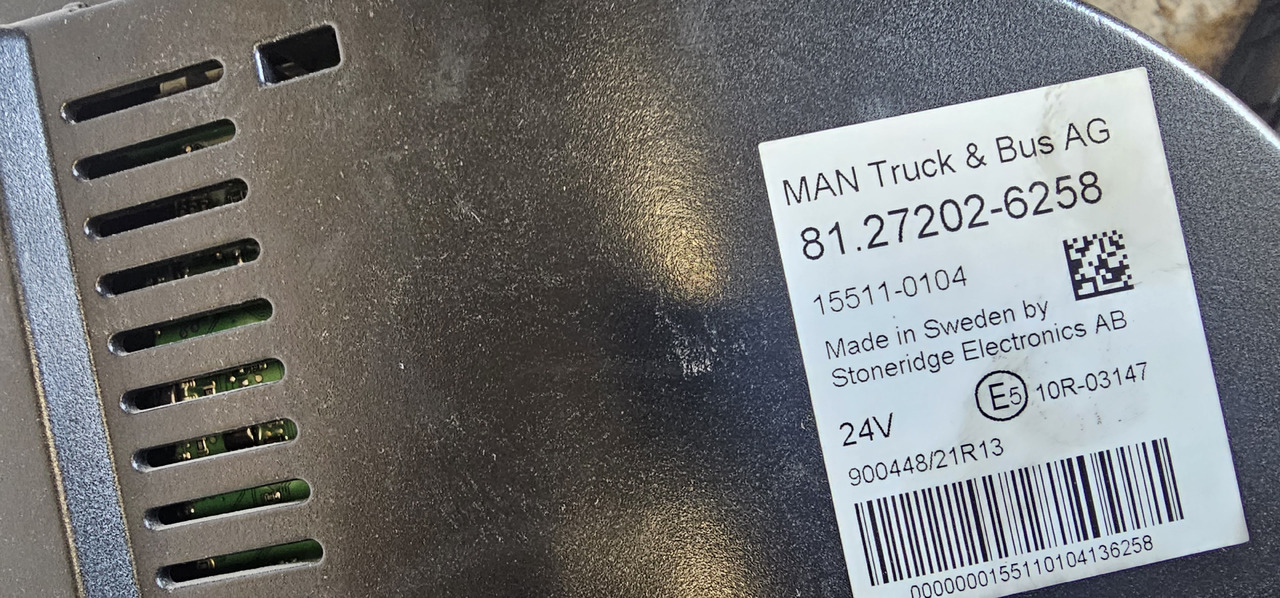 MAN Truck & Bus AG
81.27202-6258
15511-0104
Made in Sweden by
Stoneridge Electronics AB
24V
E5 10R-03147
900448/21R13
0000000155110104136258